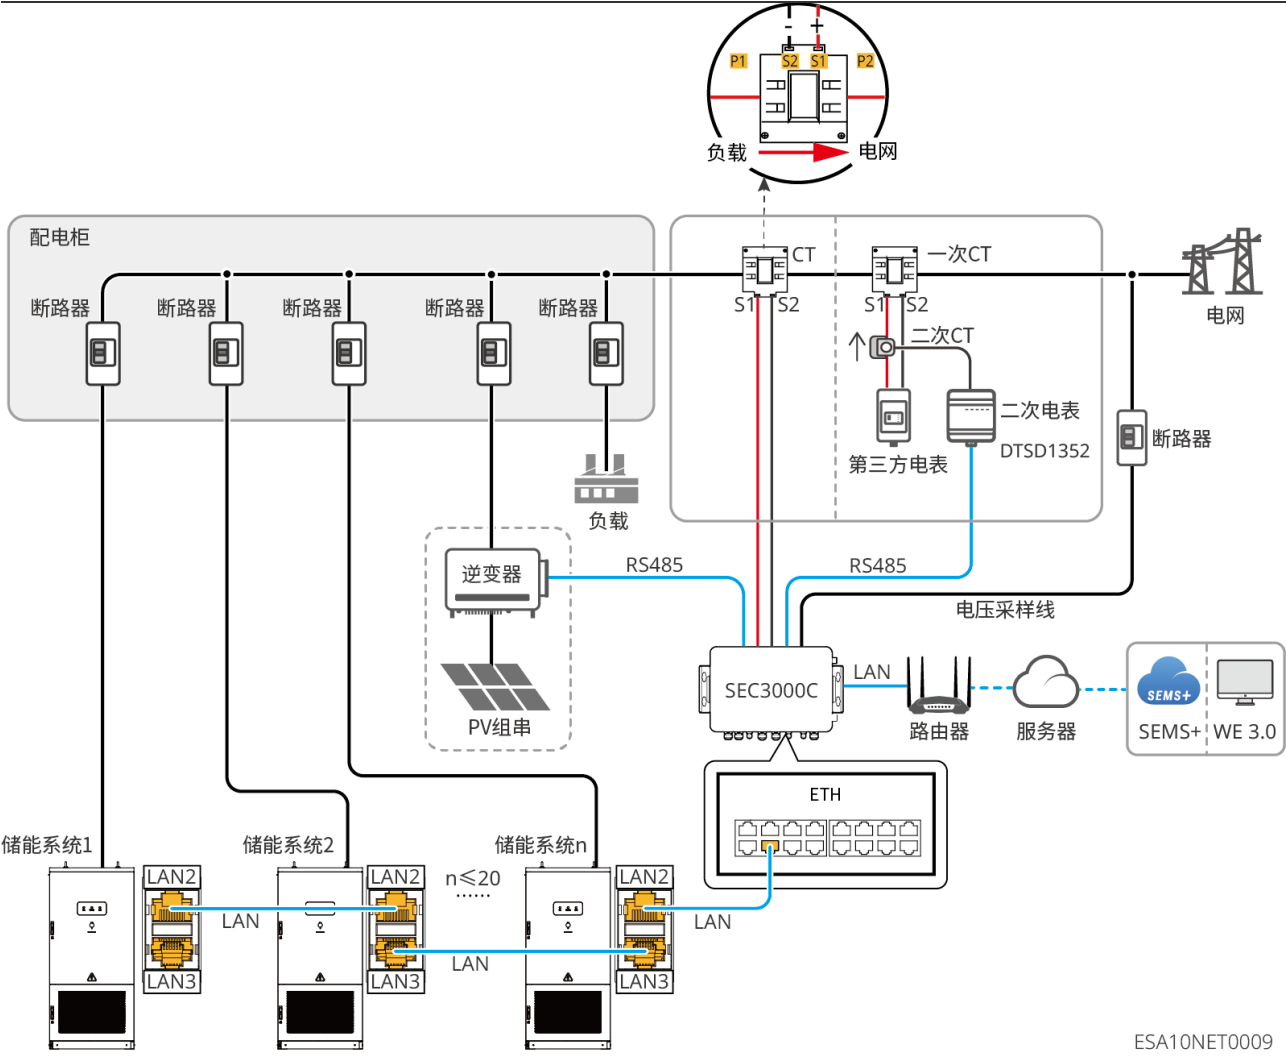 -
+
P1
S2
S1
P2
负载
电网
配电柜
CT
一次CT
断路器
断路器
断路器
断路器
断路器
S1
S2
S1
S2
电网
二次CT
二次电表
DTSD1352
断路器
第三方电表
负载
逆变器
RS485
RS485
电压采样线
SEC3000C
LAN
PV组串
路由器
服务器
SEMS+
SEMS+
WE 3.0
ETH
储能系统1
储能系统2
储能系统n
LAN2
LAN2
n≤20
······
LAN2
LAN
LAN
LAN
LAN3
LAN3
LAN3
ESA10NET0009